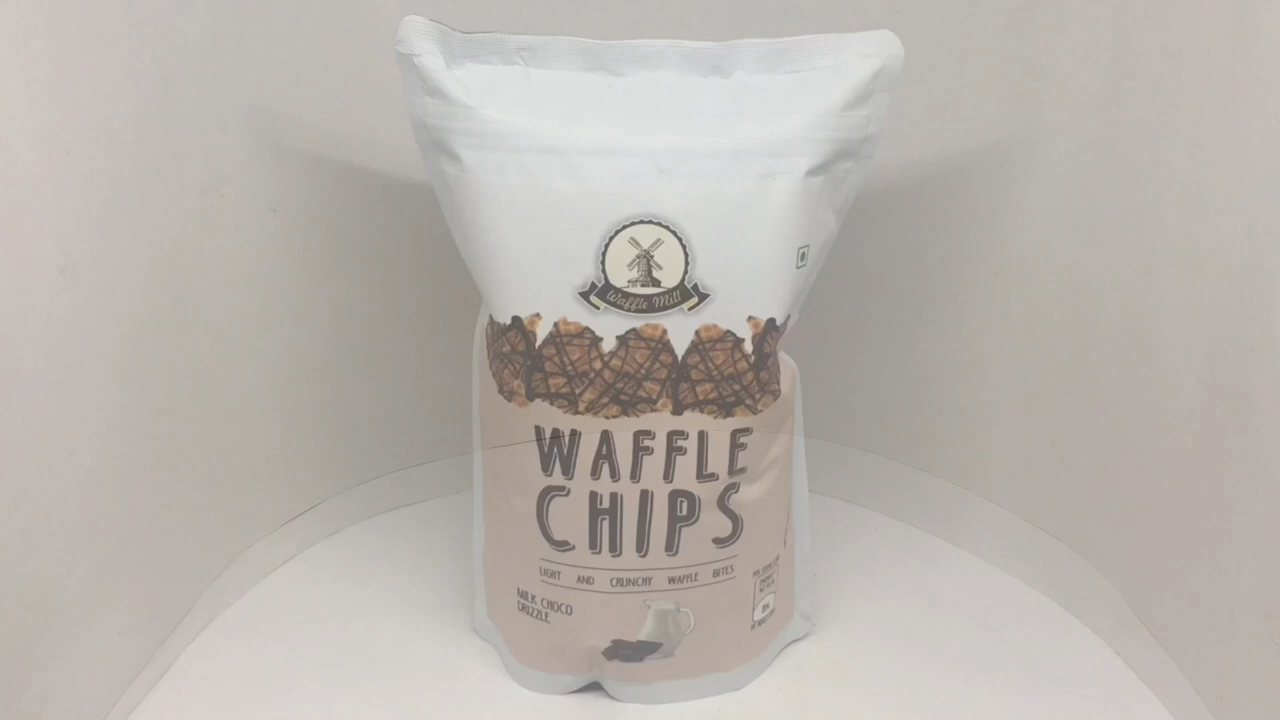 Waffle Mill
WAFFLE
CHIPS
LIGHT AND CRUNCHY WAFFLE BITES
MILK CHOCO
DRIZZLE